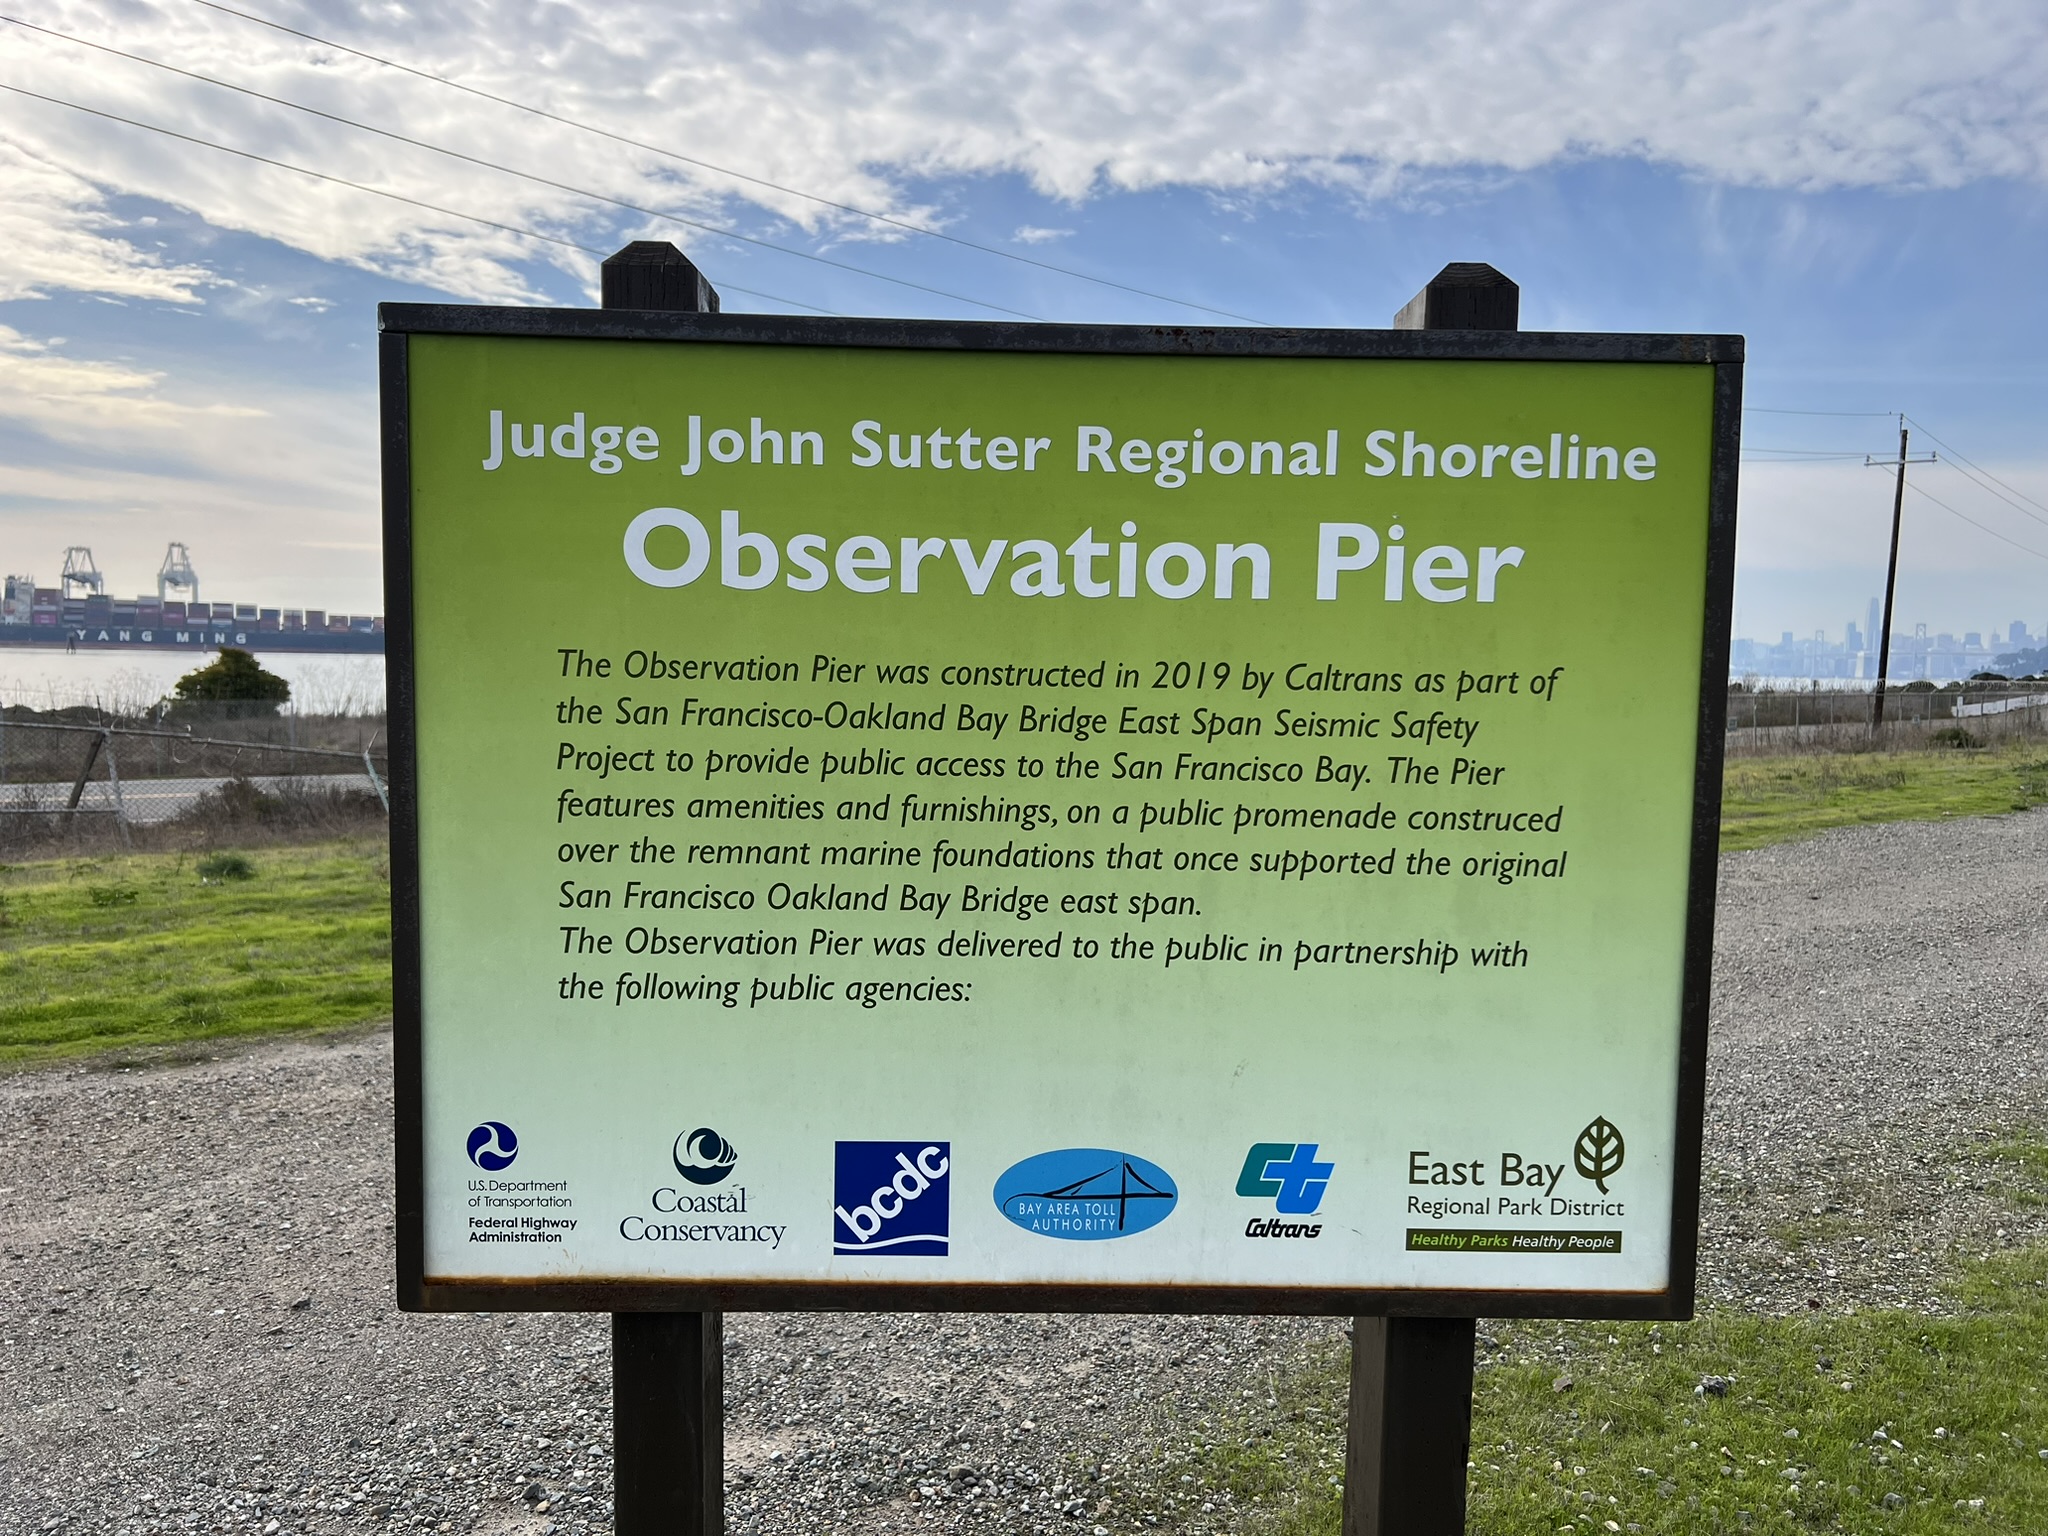 Judge John Sutter Regional Shoreline
Observation Pier
The Observation Pier was constructed in 2019 by Caltrans as part of
the San Francisco-Oakland Bay Bridge East Span Seismic Safety
Project to provide public access to the San Francisco Bay. The Pier
features amenities and furnishings, on a public promenade construced
over the remnant marine foundations that once supported the original
San Francisco Oakland Bay Bridge east span.
The Observation Pier was delivered to the public in partnership with
the following public agencies:
U.S. Department
of Transportation
Federal Highway
Administration
Coastal
Conservancy
bcdc
BAY AREA TOLL
AUTHORITY
Ct
Caltrans
East Bay
Regional Park District
Healthy Parks Healthy People
YANG MING